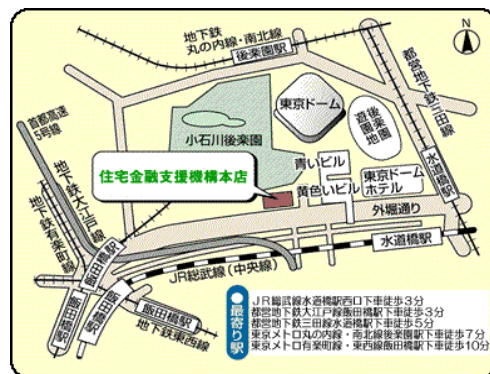 N
地下鉄
丸の内線・南北線
後楽園駅
都営地下鉄三田線
東京ドーム
後楽園
遊園地
首都高速
5号線
小石川後楽園
青いビル
住宅金融支援機構本店
黄色いビル
東京ドーム
ホテル
水道橋駅
地下鉄大江戸線
地下鉄有楽町線
外堀通り
飯田橋駅
水道橋駅
JR総武線(中央線)
飯田橋駅
飯田橋駅
飯田橋駅
地下鉄東西線
●最寄り駅
JR総武線水道橋駅西口下車徒歩3分
都営地下鉄大江戸線飯田橋駅下車徒歩3分
都営地下鉄三田線水道橋駅下車徒歩5分
東京メトロ丸の内線・南北線後楽園駅下車徒歩7分
東京メトロ有楽町線・東西線飯田橋駅下車徒歩10分